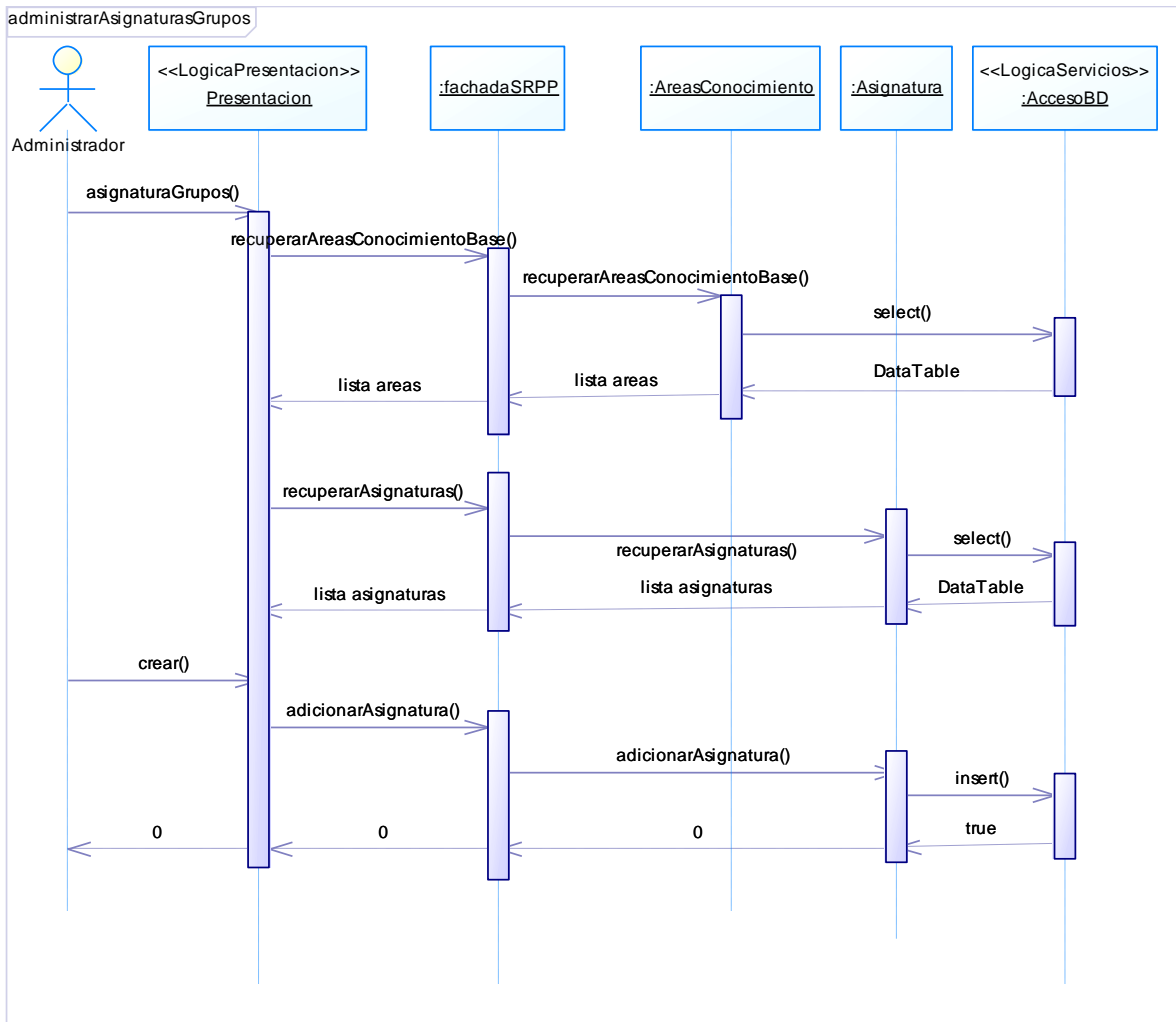 administrarAsignaturasGrupos
<<LogicaPresentacion>>
Presentacion
:fachadaSRPP
:AreasConocimiento
:Asignatura
<<LogicaServicios>>
:AccesoBD
Administrador
asignaturaGrupos()
recuperarAreasConocimientoBase()
recuperarAreasConocimientoBase()
select()
DataTable
lista areas
lista areas
recuperarAsignaturas()
recuperarAsignaturas()
select()
DataTable
lista asignaturas
lista asignaturas
crear()
adicionarAsignatura()
adicionarAsignatura()
insert()
true
0
0
0